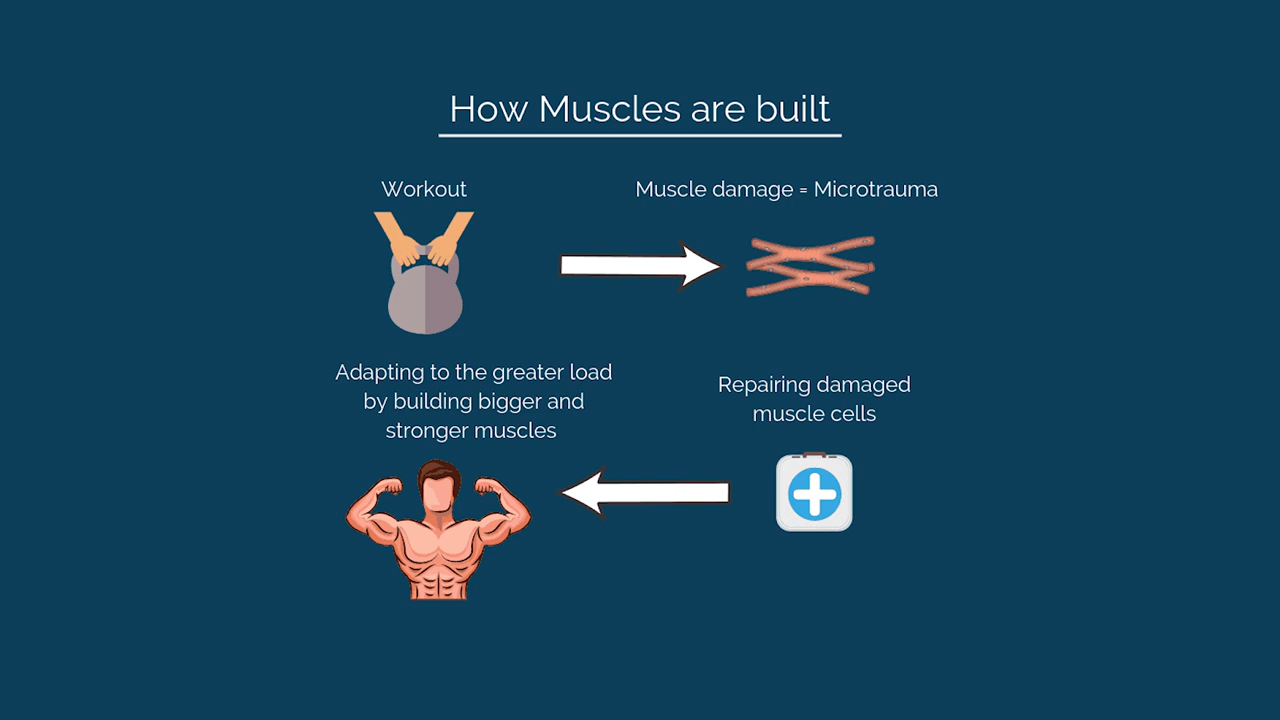 How Muscles are built
Workout
Muscle damage = Microtrauma
Adapting to the greater load
by building bigger and
stronger muscles
Repairing damaged
muscle cells